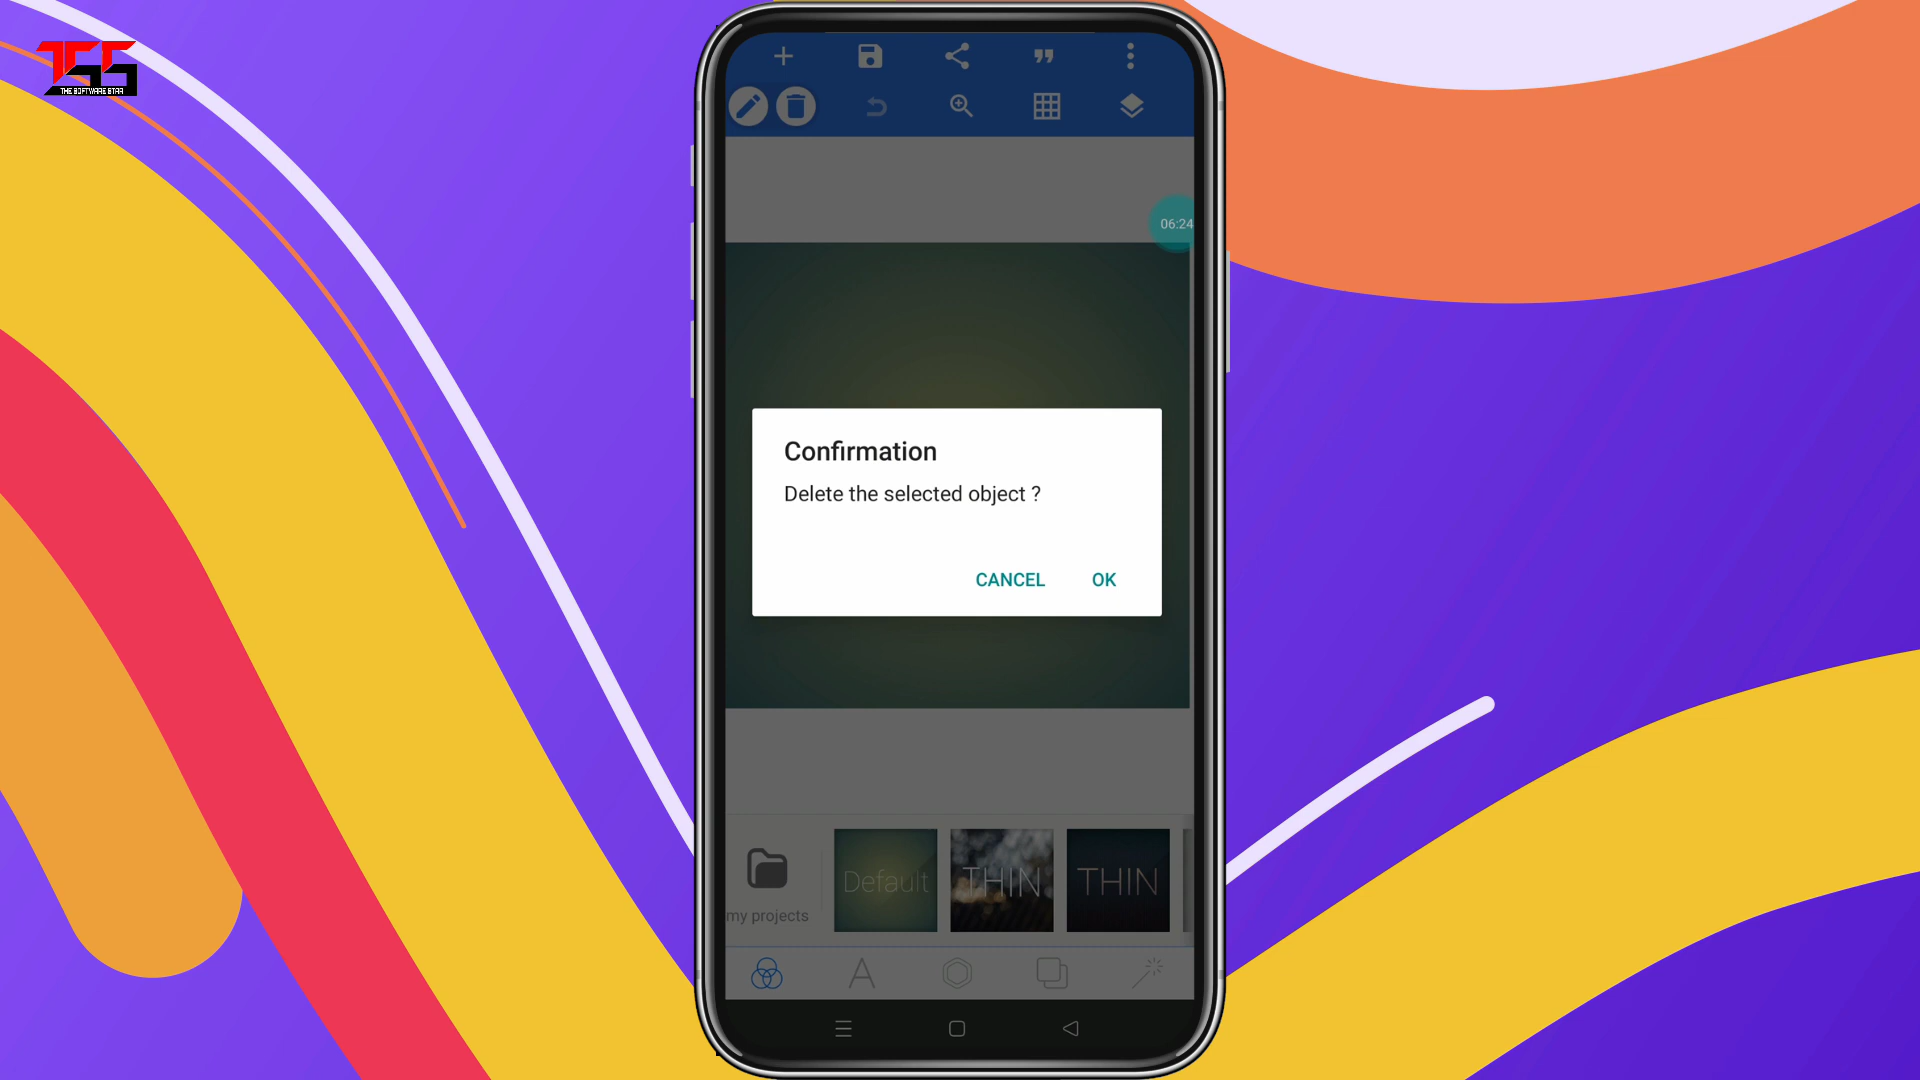 TSS
THE SOFTWARE STAR
06:24
Confirmation
Delete the selected object ?
CANCEL OK
my projects
Default
THIN
THIN